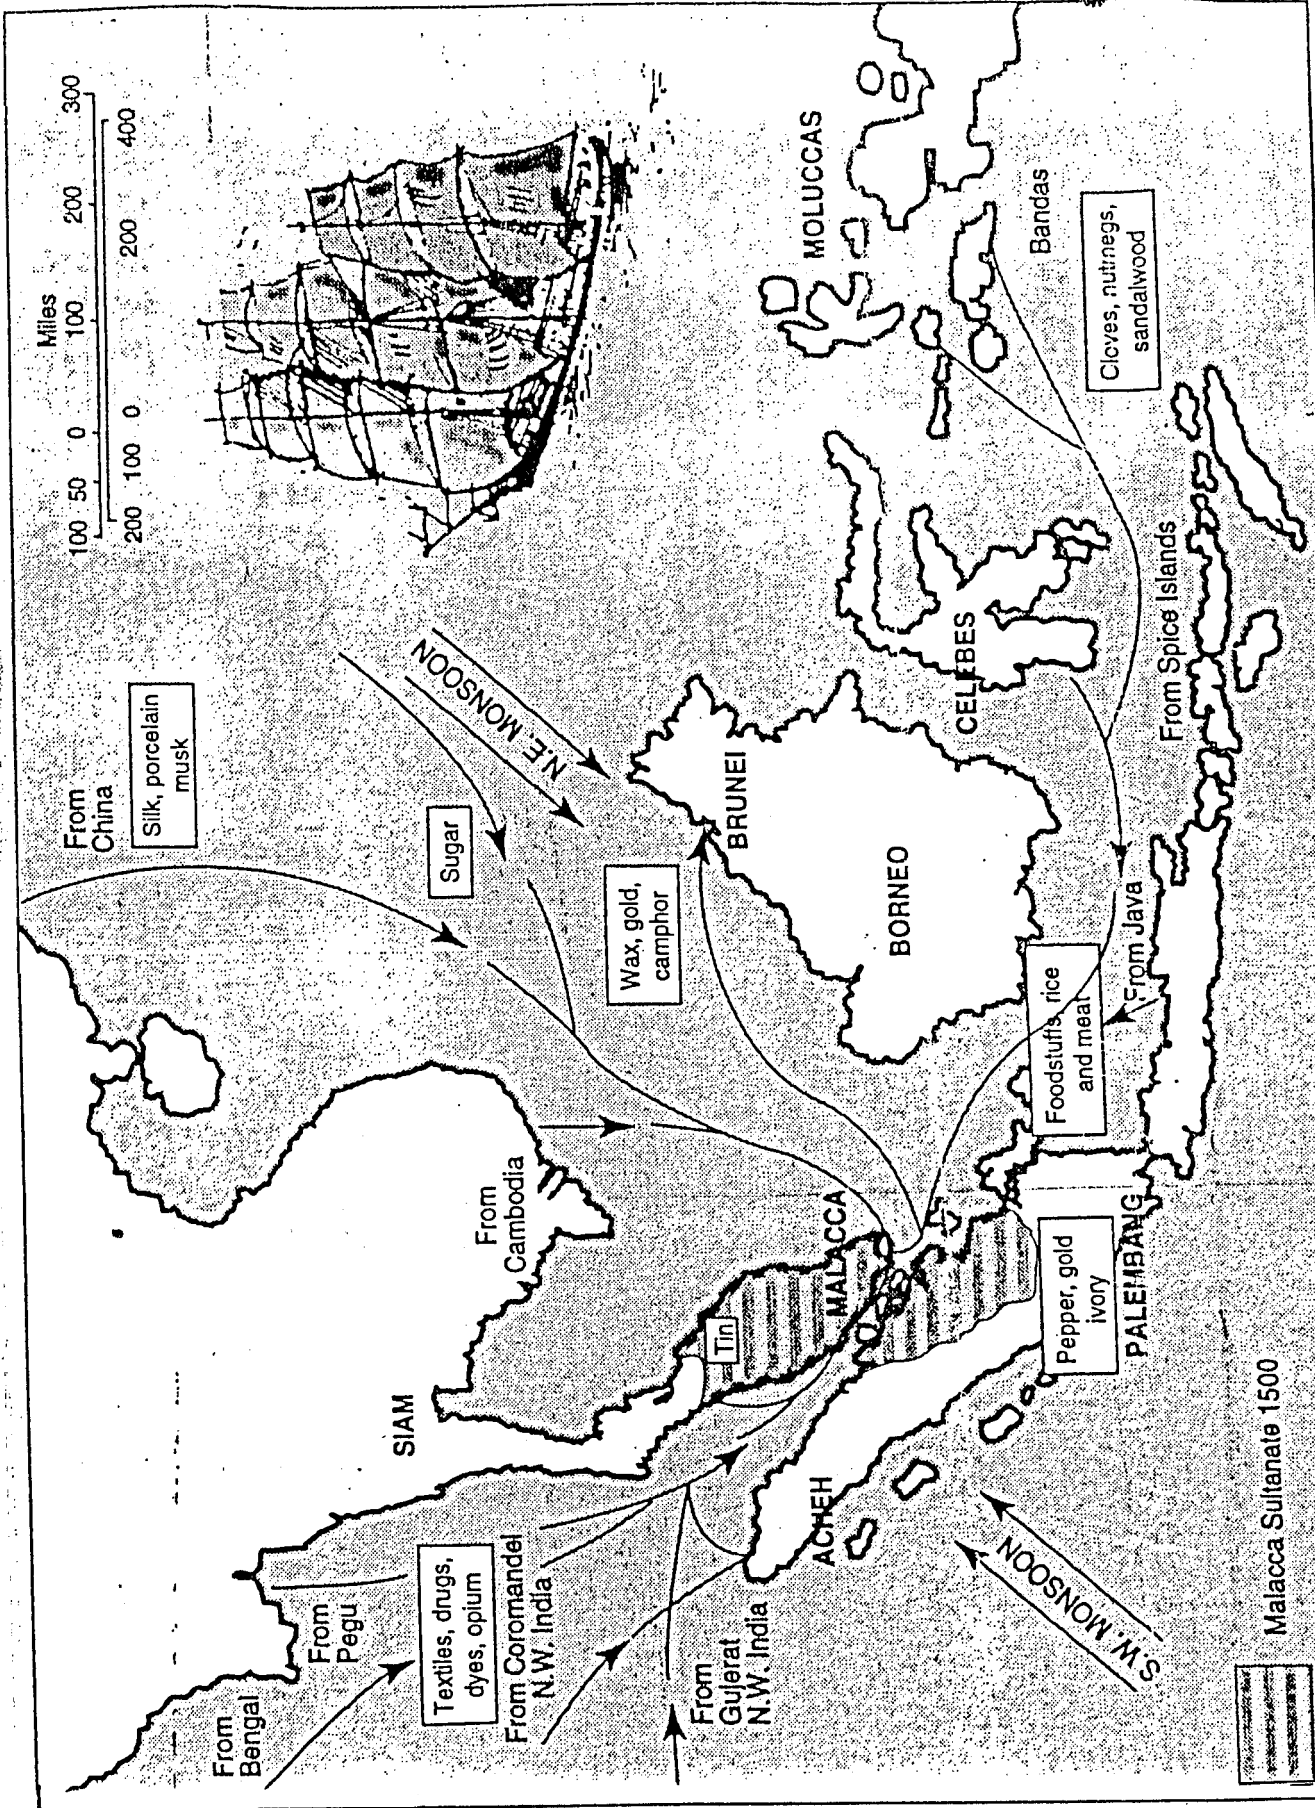 Miles
100 50 0 100 200 300
200 100 0 200 400
From
China
Silk, porcelain
musk
Sugar
N.E. MONSOON
Wax, gold,
camphor
BRUNEI
BORNEO
CELEBES
MOLUCCAS
Bandas
Cloves, nutmegs,
sandalwood
From Spice Islands
From Java
Foodstuffs, rice
and meat
From
Cambodia
SIAM
MALACCA
Tin
Pepper, gold
ivory
PALEMBANG
ACHEH
From
Bengal
From
Pegu
Textiles, drugs,
dyes, opium
From Coromandel
N.W. India
From
Gujerat
N.W. India
S.W. MONSOON
Malacca Sultanate 1500